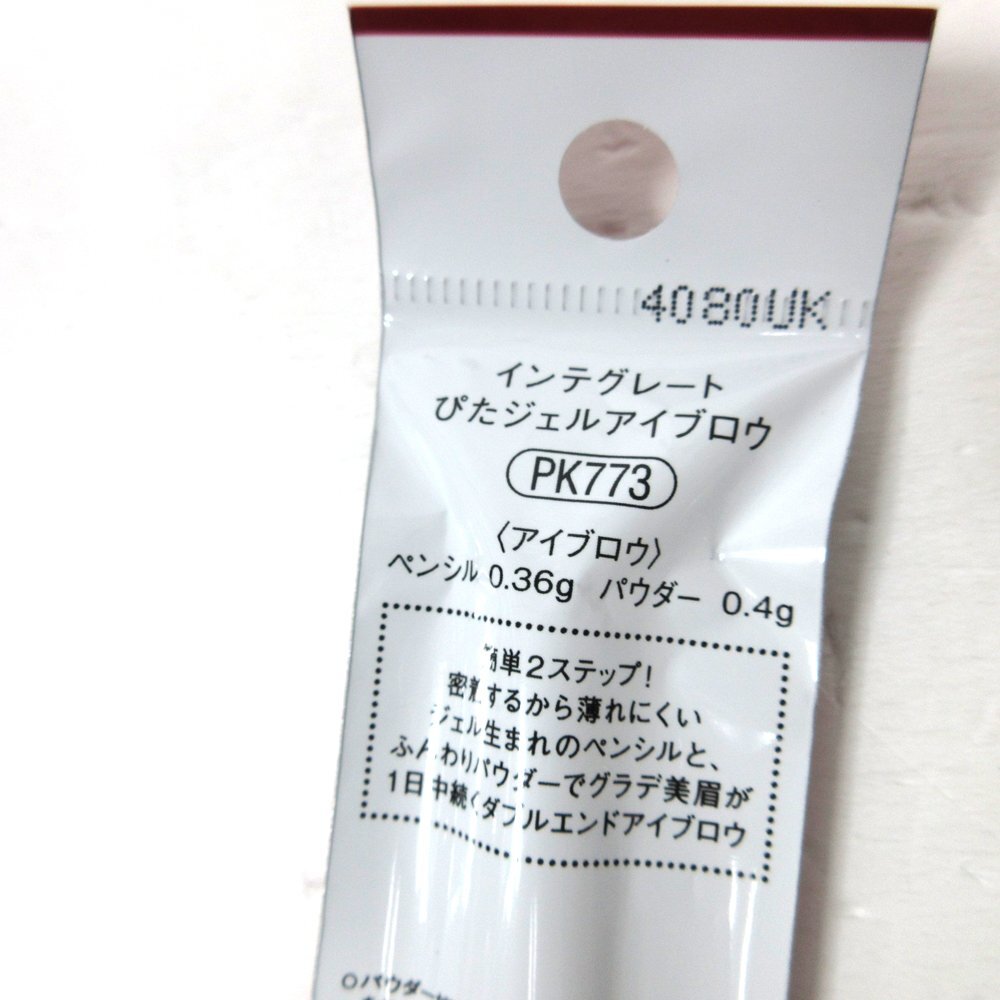 4080UK
インテグレート
ぴたジェルアイブロウ
PK773
〈アイブロウ〉
ペンシル 0.36g パウダー 0.4g
簡単2ステップ!
密着するから薄れにくい
ジェル生まれのペンシルと、
ふんわりパウダーでグラデ美眉が
1日中続くダブルエンドアイブロウ